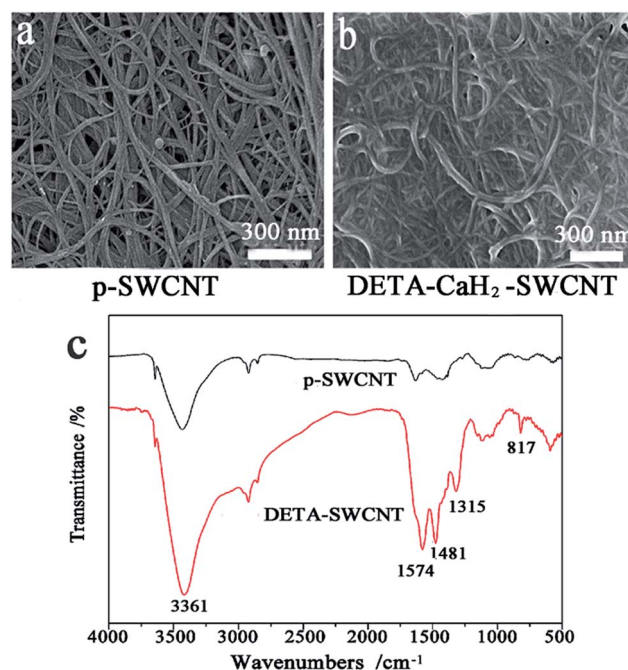 a
b
300 nm
300 nm
p-SWCNT
DETA-CaH₂-SWCNT
c
p-SWCNT
DETA-SWCNT
3361
1574
1481
1315
817
Transmittance /%
4000 3500 3000 2500 2000 1500 1000 500
Wavenumbers /cm⁻¹